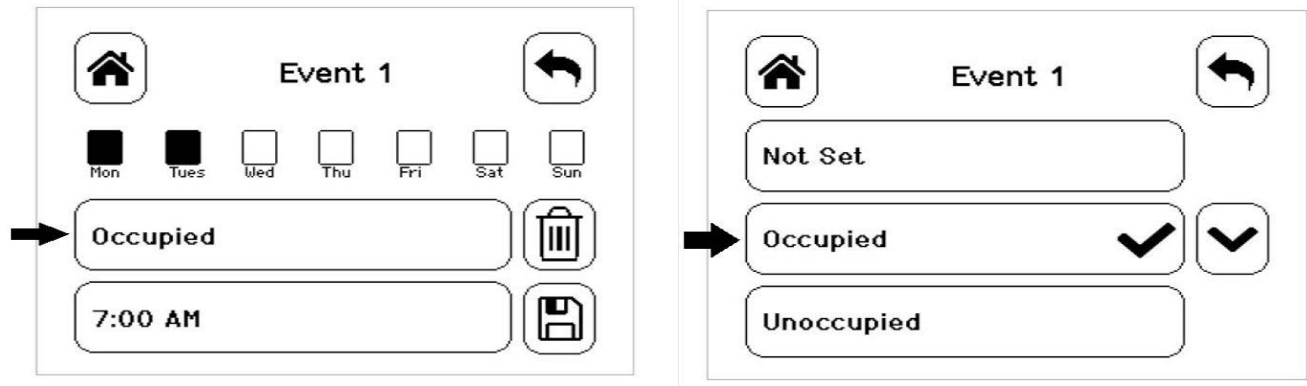 Event 1
Mon Tues Wed Thu Fri Sat Sun
Occupied
7:00 AM
Event 1
Not Set
Occupied
Unoccupied